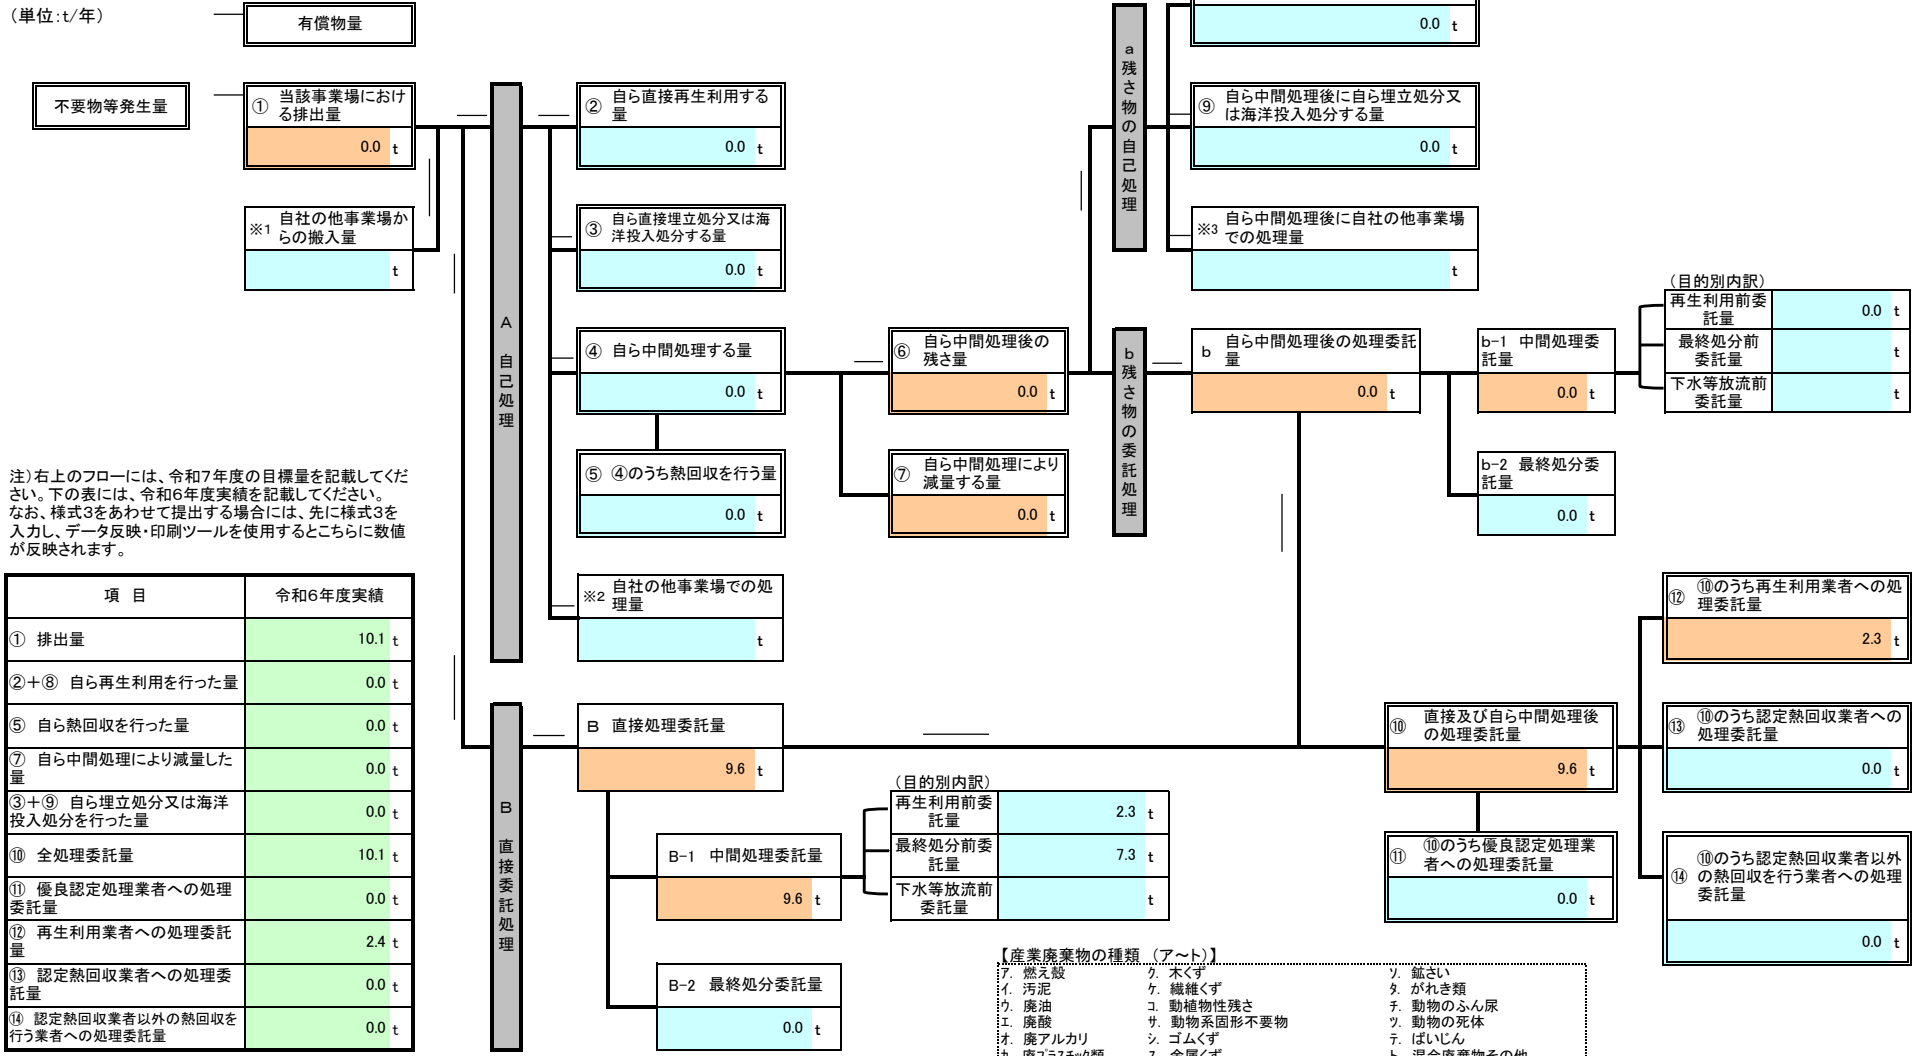 （単位：t/年）
有償物量
0.0 t
不要物等発生量
① 当該事業場におけ
る排出量
0.0 t
※1 自社の他事業場か
らの搬入量
t
A 自己処理
② 自ら直接再生利用する
量
0.0 t
③ 自ら直接埋立処分又は海
洋投入処分する量
0.0 t
④ 自ら中間処理する量
0.0 t
⑤ ④のうち熱回収を行う量
0.0 t
※2 自社の他事業場での処
理量
t
⑥ 自ら中間処理後の
残さ量
0.0 t
⑦ 自ら中間処理により
減量する量
0.0 t
a 残さ物の自己処理
⑨ 自ら中間処理後に自ら埋立処分又
は海洋投入処分する量
0.0 t
※3 自ら中間処理後に自社の他事業場
での処理量
t
b 残さ物の委託処理
b 自ら中間処理後の処理委託
量
0.0 t
b-1 中間処理委
託量
0.0 t
b-2 最終処分委
託量
0.0 t
（目的別内訳）
再生利用前委
託量
0.0 t
最終処分前
委託量
t
下水等放流前
委託量
t
注）右上のフローには、令和７年度の目標量を記載してくだ
さい。下の表には、令和６年度実績を記載してください。
なお、様式３をあわせて提出する場合には、先に様式３を
入力し、データ反映・印刷ツールを使用するとこちらに数値
が反映されます。
項 目 令和６年度実績
① 排出量 10.1 t
②＋⑧ 自ら再生利用を行った量 0.0 t
⑤ 自ら熱回収を行った量 0.0 t
⑦ 自ら中間処理により減量した
量 0.0 t
③＋⑨ 自ら埋立処分又は海洋
投入処分を行った量 0.0 t
⑩ 全処理委託量 10.1 t
⑪ 優良認定処理業者への処理
委託量 0.0 t
⑫ 再生利用業者への処理委託
量 2.4 t
⑬ 認定熱回収業者への処理委
託量 0.0 t
⑭ 認定熱回収業者以外の熱回収を
行う業者への処理委託量 0.0 t
B 直接委託処理
B 直接処理委託量
9.6 t
B-1 中間処理委託量
9.6 t
B-2 最終処分委託量
0.0 t
（目的別内訳）
再生利用前委
託量
2.3 t
最終処分前委
託量
7.3 t
下水等放流前
委託量
t
⑩ 直接及び自ら中間処理後
の処理委託量
9.6 t
⑪ ⑩のうち優良認定処理業
者への処理委託量
0.0 t
⑫ ⑩のうち再生利用業者への処
理委託量
2.3 t
⑬ ⑩のうち認定熱回収業者への
処理委託量
0.0 t
⑭ ⑩のうち認定熱回収業者以外
の熱回収を行う業者への処理
委託量
0.0 t
【産業廃棄物の種類 （ア～ト）】
ア. 燃え殻 ク. 木くず ソ. 鉱さい
イ. 汚泥 ケ. 繊維くず タ. がれき類
ウ. 廃油 コ. 動植物性残さ チ. 動物のふん尿
エ. 廃酸 サ. 動物系固形不要物 ツ. 動物の死体
オ. 廃アルカリ シ. ゴムくず テ. ばいじん
カ. 廃プラスチック類 ス. 金属くず ト. 混合廃棄物その他